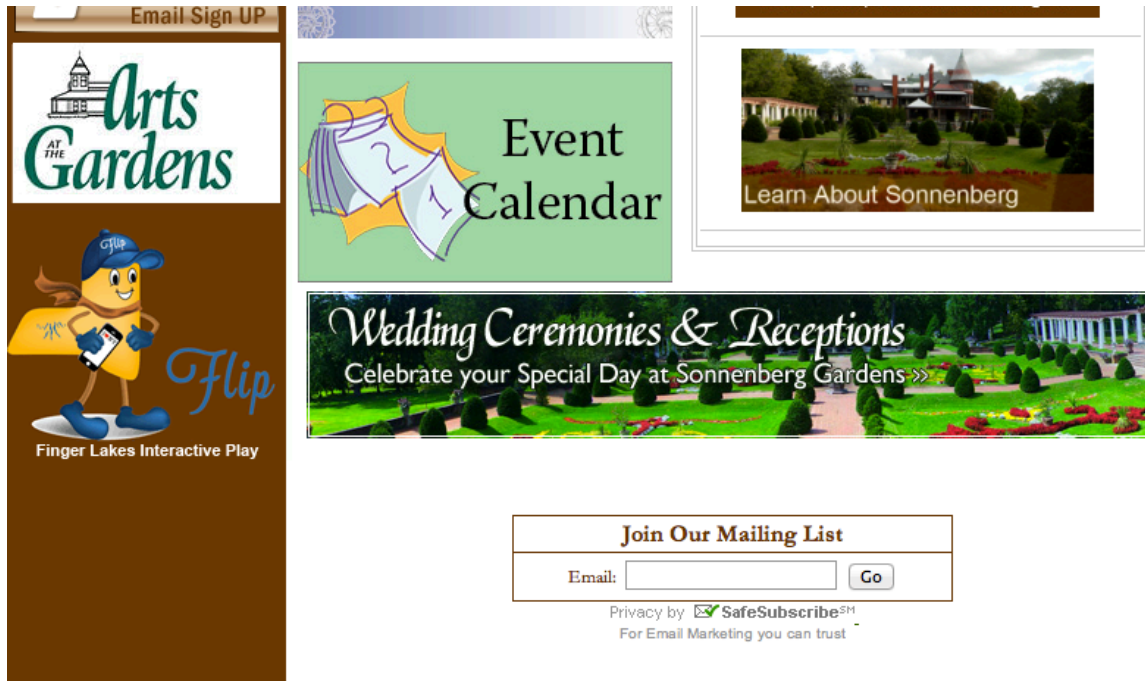 Email Sign UP
Arts
AT THE
Gardens
Flip
Flip
Finger Lakes Interactive Play
2
1
Event
Calendar
Learn About Sonnenberg
Wedding Ceremonies & Receptions
Celebrate your Special Day at Sonnenberg Gardens »
Join Our Mailing List
Email:
Go
Privacy by SafeSubscribe SM
For Email Marketing you can trust